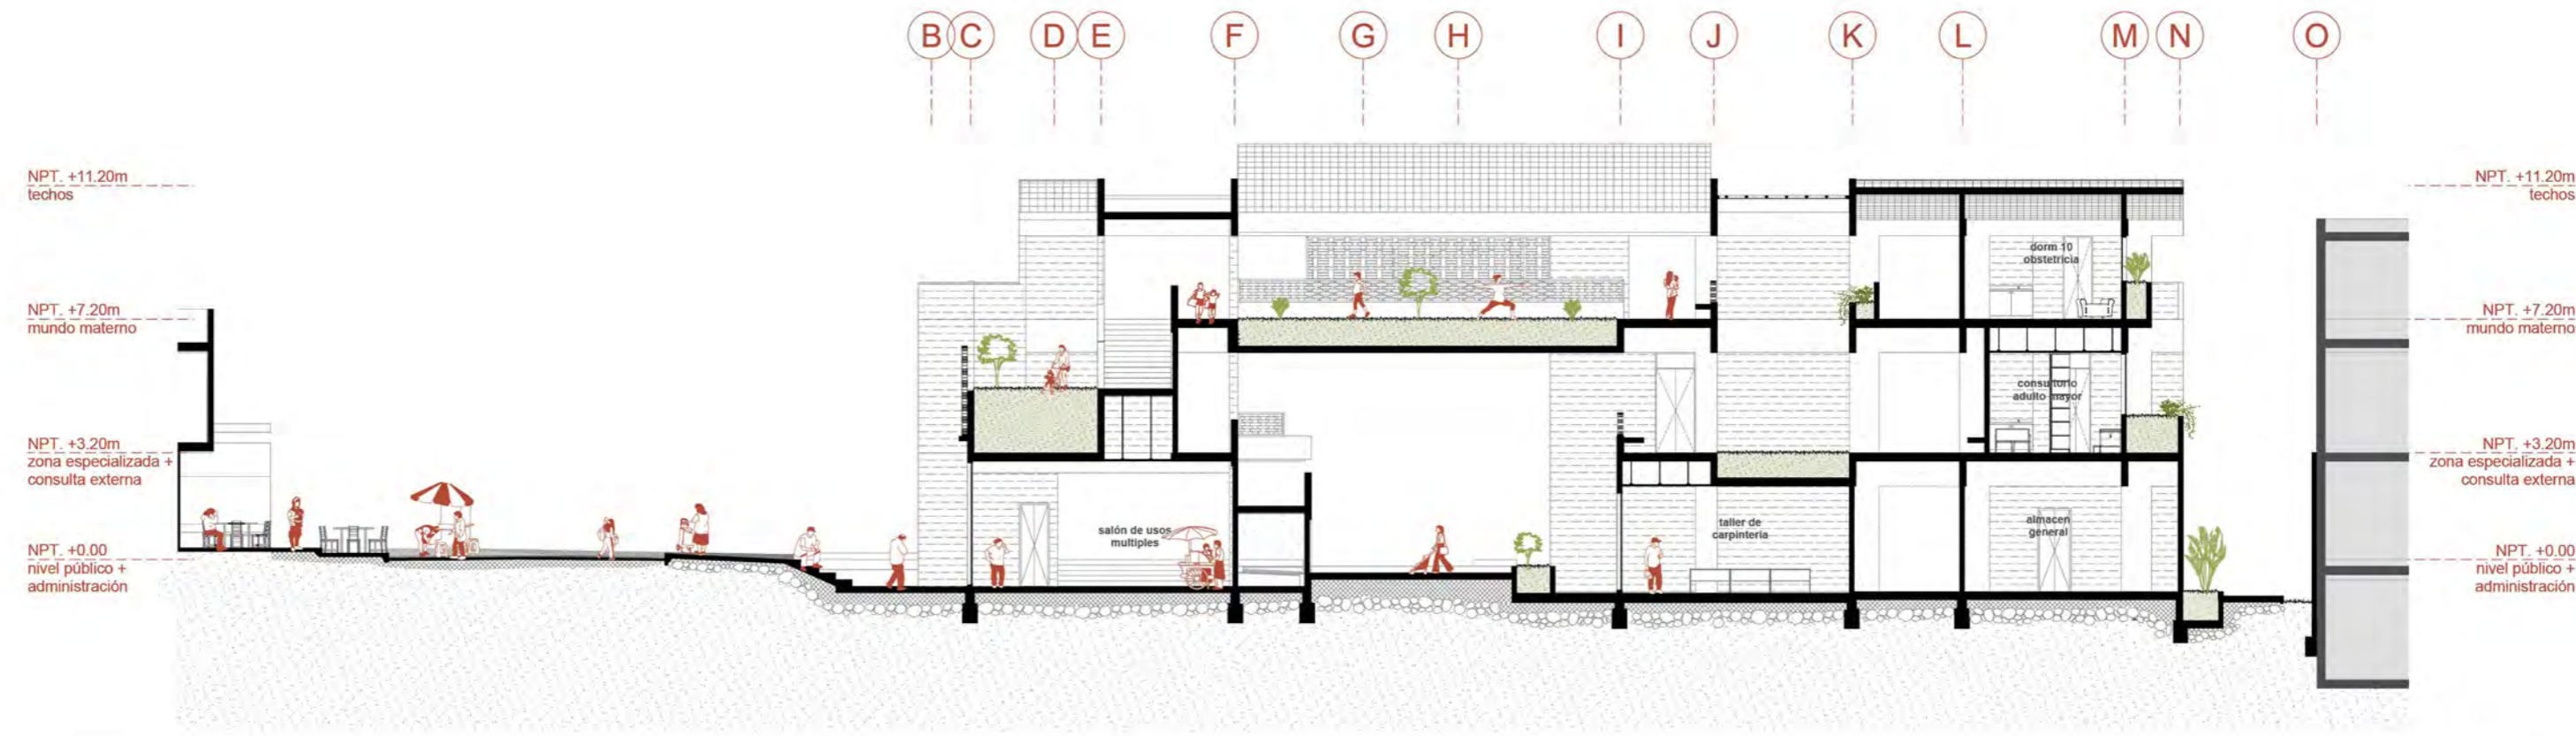 B C D E F G H I J K L M N O
NPT. +11.20m
techos
NPT. +7.20m
mundo materno
NPT. +3.20m
zona especializada +
consulta externa
NPT. +0.00
nivel público +
administración
salón de usos
multiples
taller de
carpinteria
dorm 10
obstetricia
consultorio
adulto mayor
almacen
general
NPT. +11.20m
techos
NPT. +7.20m
mundo materno
NPT. +3.20m
zona especializada +
consulta externa
NPT. +0.00
nivel público +
administración